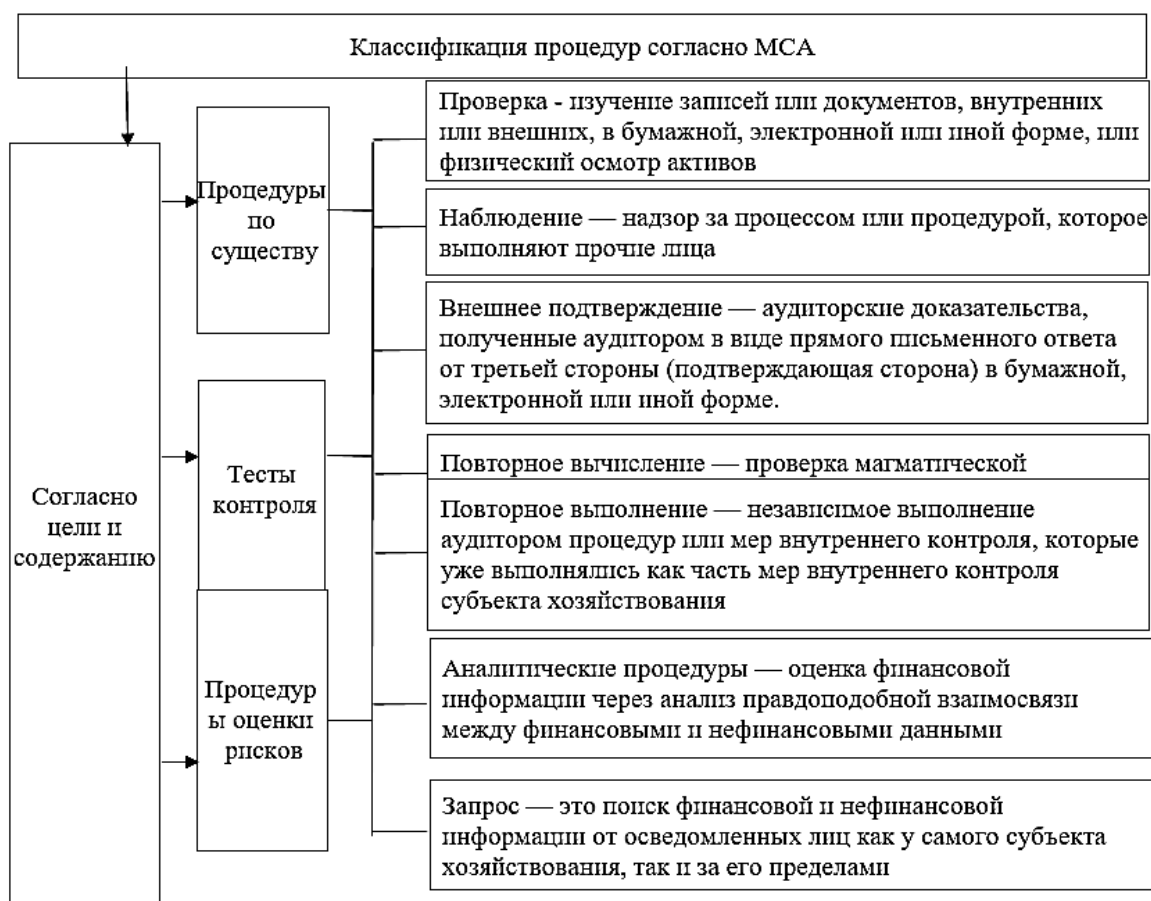 Классификация процедур согласно МСА
Согласно
цели и
содержанию
Процедуры
по
существу
Тесты
контроля
Процедур
ы оценки
рисков
Проверка - изучение записей или документов, внутренних
или внешних, в бумажной, электронной или иной форме, или
физический осмотр активов
Наблюдение — надзор за процессом или процедурой, которое
выполняют прочие лица
Внешнее подтверждение — аудиторские доказательства,
полученные аудитором в виде прямого письменного ответа
от третьей стороны (подтверждающая сторона) в бумажной,
электронной или иной форме.
Повторное вычисление — проверка магматической
Повторное выполнение — независимое выполнение
аудитором процедур или мер внутреннего контроля, которые
уже выполнялись как часть мер внутреннего контроля
субъекта хозяйствования
Аналитические процедуры — оценка финансовой
информации через анализ правдоподобной взаимосвязи
между финансовыми и нефинансовыми данными
Запрос — это поиск финансовой и нефинансовой
информации от осведомленных лиц как у самого субъекта
хозяйствования, так и за его пределами